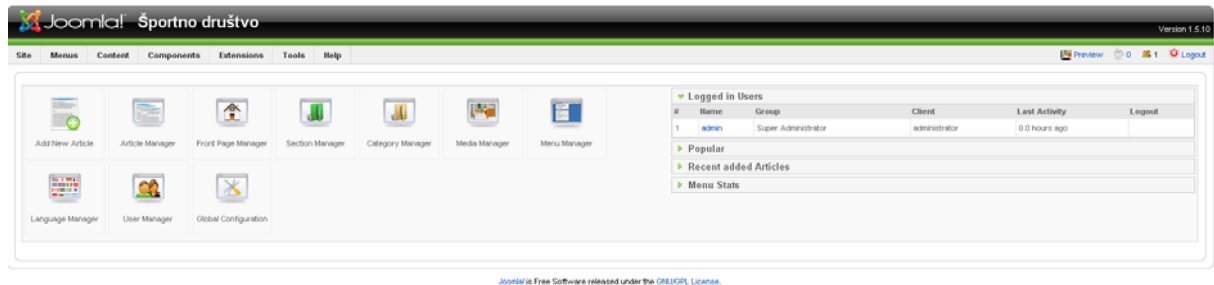 Joomla! Športno društvo
Version 1.5.10
Site Menus Content Components Extensions Tools Help
Preview 0 1 Logout
Add New Article Article Manager Front Page Manager Section Manager Category Manager Media Manager Menu Manager
Language Manager User Manager Global Configuration
Logged in Users
# Name Group Client Last Activity Logout
1 admin Super Administrator administrator 0.0 hours ago
Popular
Recent added Articles
Menu Stats
Joomla! is Free Software released under the GNU/GPL License.